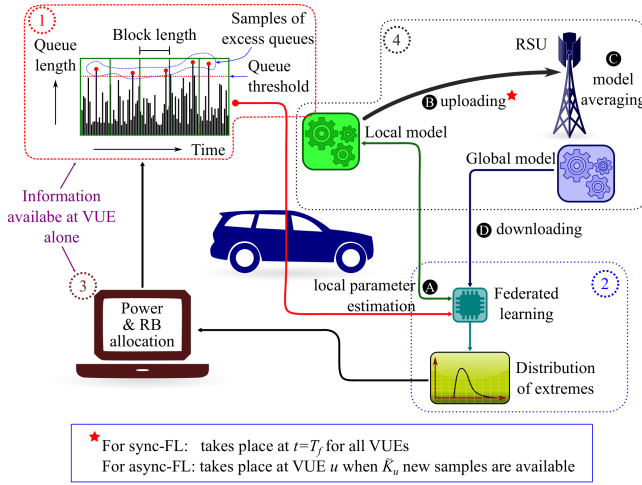 1
Block length
Samples of
excess queues
Queue
length
Queue
threshold
Time
4
RSU
C
model
averaging
B uploading
Local model
Global model
Information
availabe at VUE
alone
D downloading
3
local parameter
estimation
A
2
Federated
learning
Power
& RB
allocation
Distribution
of extremes
For sync-FL: takes place at t=T_f for all VUEs
For async-FL: takes place at VUE u when K̃_u new samples are available